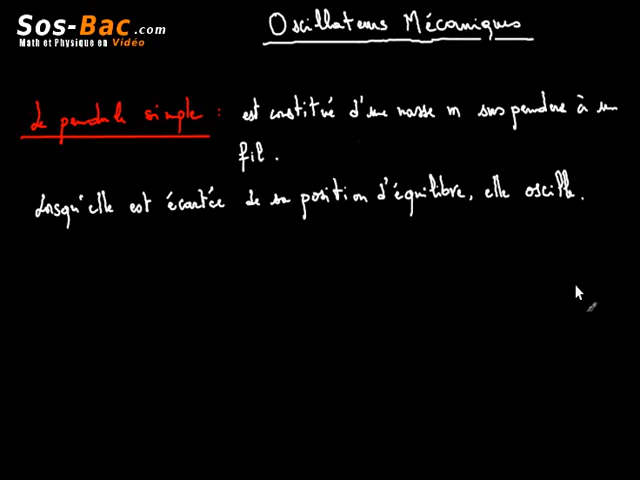 Sos-Bac.com
Math et Physique en Vidéo
Oscillateurs Mécaniques
Le pendule simple : est constitué d'une masse m suspendue à un
fil.
Lorsqu'elle est écartée de sa position d'équilibre, elle oscille.